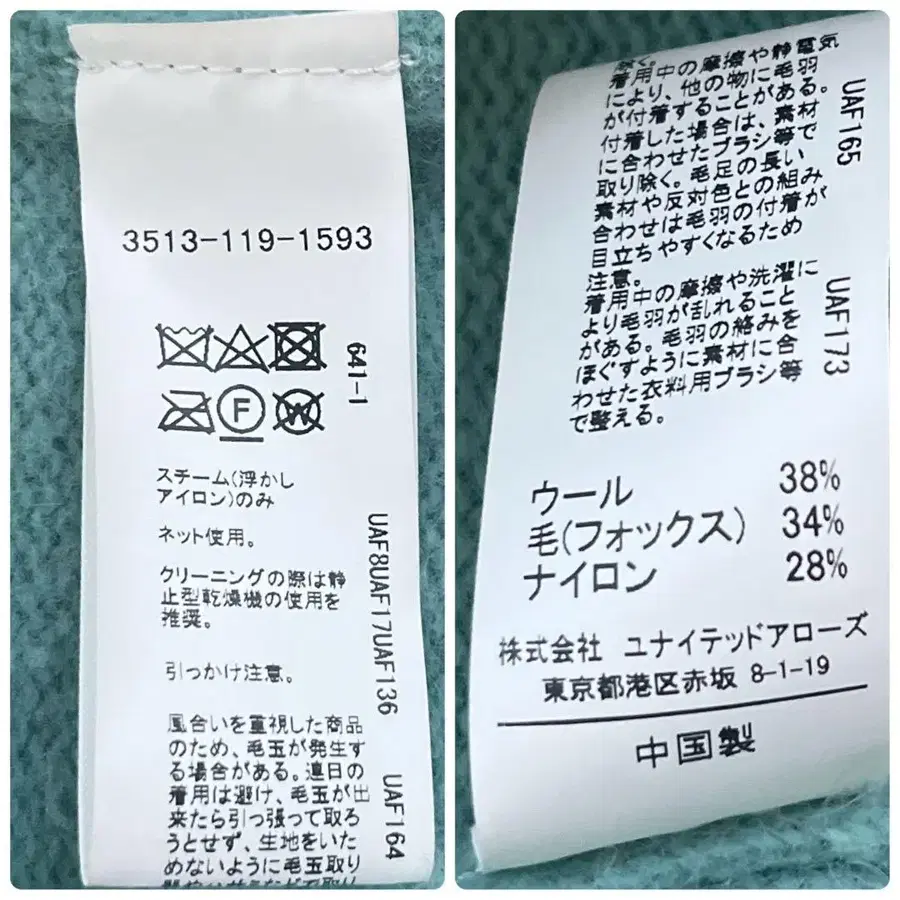 3513-119-1593
641-1
F
W
スチーム(浮かし
アイロン)のみ
ネット使用。
クリーニングの際は静
止型乾燥機の使用を
推奨。
引っかけ注意。
UAF8UAF17UAF136
風合いを重視した商品
のため、毛玉が発生す
る場合がある。連日の
着用は避け、毛玉が出
来たら引っ張って取ろ
うとせず、生地をいた
めないように毛玉取り
UAF164
除く。
着用中の摩擦や静電気
により、他の物に毛羽
が付着することがある。
付着した場合は、素材
に合わせたブラシ等で
取り除く。毛足の長い
素材や反対色との組み
合わせは毛羽の付着が
目立ちやすくなるため
注意。
UAF165
着用中の摩擦や洗濯に
より毛羽が乱れること
がある。毛羽の絡みを
ほぐすように素材に合
わせた衣料用ブラシ等
で整える。
UAF173
ウール 38%
毛(フォックス) 34%
ナイロン 28%
株式会社 ユナイテッドアローズ
東京都港区赤坂 8-1-19
中国製